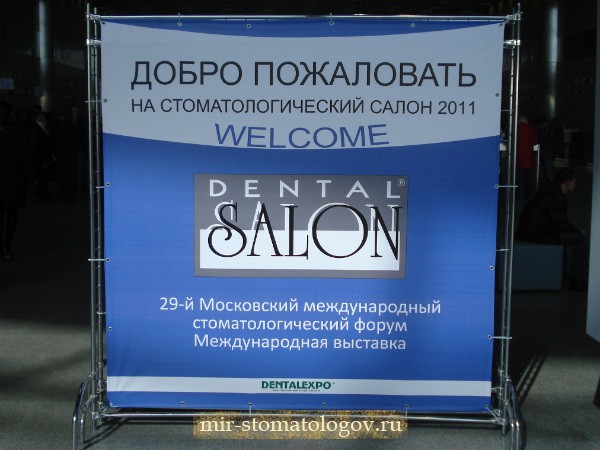 ДОБРО ПОЖАЛОВАТЬ
НА СТОМАТОЛОГИЧЕСКИЙ САЛОН 2011
WELCOME
DENTAL®
SALON
29-й Московский международный
стоматологический форум
Международная выставка
DENTALEXPO®
mir-stomatologov.ru